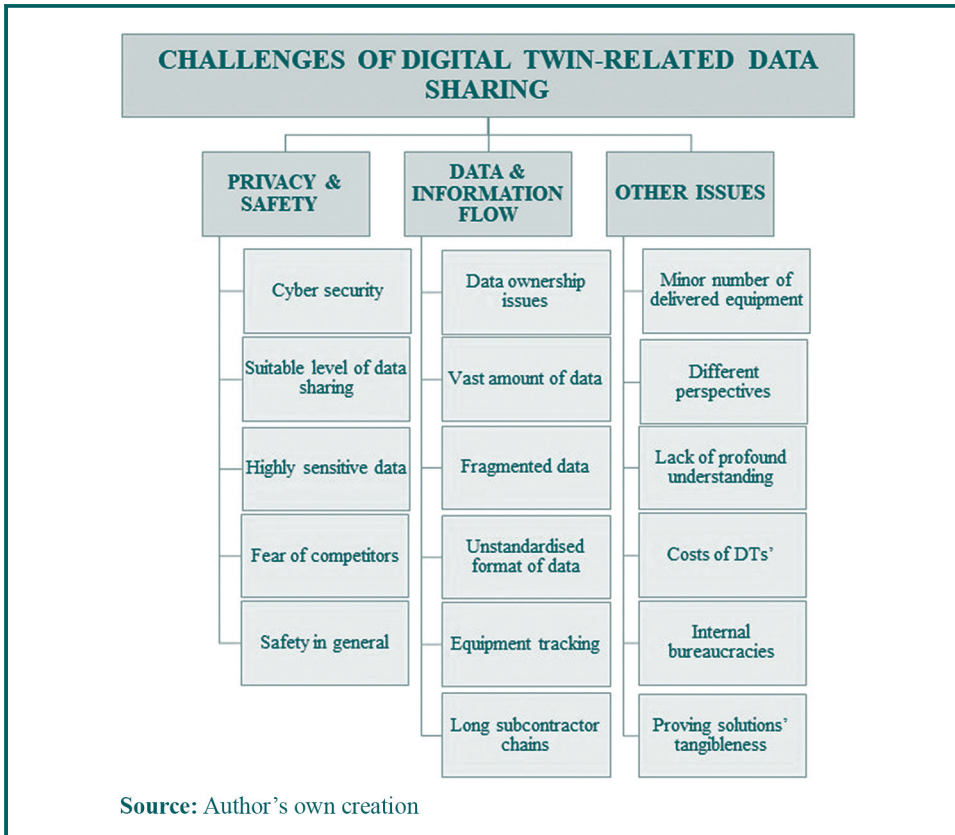 CHALLENGES OF DIGITAL TWIN-RELATED DATA
SHARING
PRIVACY &
SAFETY
Cyber security
Suitable level of data
sharing
Highly sensitive data
Fear of competitors
Safety in general
DATA &
INFORMATION
FLOW
Data ownership
issues
Vast amount of data
Fragmented data
Unstandardised
format of data
Equipment tracking
Long subcontractor
chains
OTHER ISSUES
Minor number of
delivered equipment
Different
perspectives
Lack of profound
understanding
Costs of DTs’
Internal
bureaucracies
Proving solutions’
tangibleness
Source: Author’s own creation